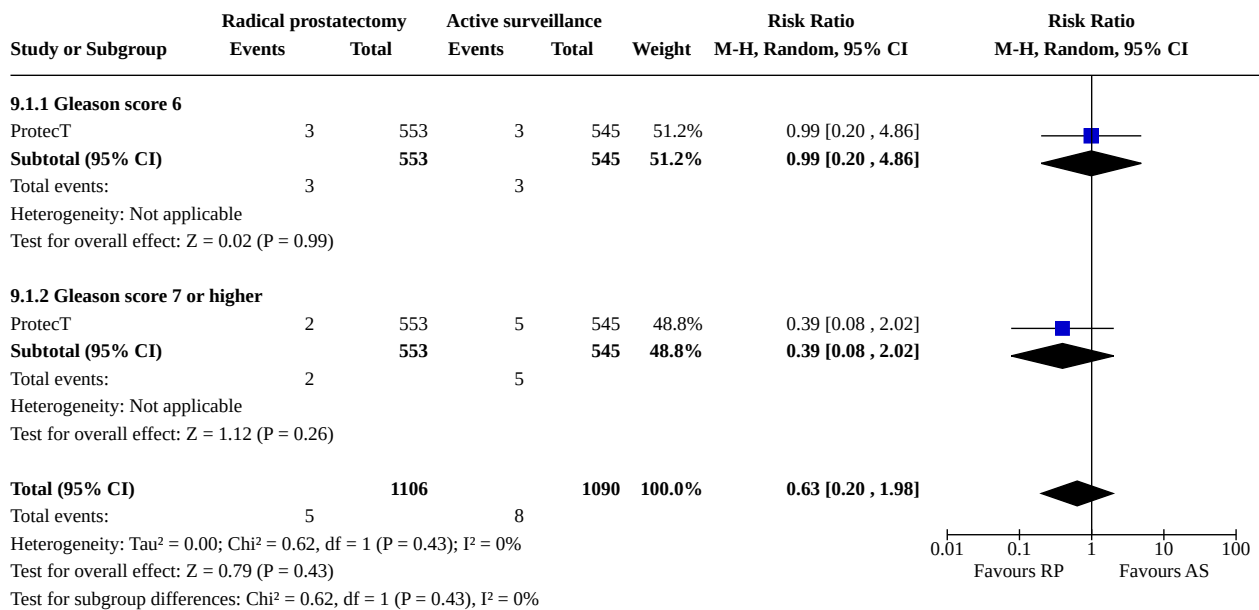 Radical prostatectomy Active surveillance Risk Ratio Risk Ratio
Study or Subgroup Events Total Events Total Weight M-H, Random, 95% CI M-H, Random, 95% CI
9.1.1 Gleason score 6
ProtecT 3 553 3 545 51.2% 0.99 [0.20 , 4.86]
Subtotal (95% CI) 553 545 51.2% 0.99 [0.20 , 4.86]
Total events: 3 3
Heterogeneity: Not applicable
Test for overall effect: Z = 0.02 (P = 0.99)
9.1.2 Gleason score 7 or higher
ProtecT 2 553 5 545 48.8% 0.39 [0.08 , 2.02]
Subtotal (95% CI) 553 545 48.8% 0.39 [0.08 , 2.02]
Total events: 2 5
Heterogeneity: Not applicable
Test for overall effect: Z = 1.12 (P = 0.26)
Total (95% CI) 1106 1090 100.0% 0.63 [0.20 , 1.98]
Total events: 5 8
Heterogeneity: Tau² = 0.00; Chi² = 0.62, df = 1 (P = 0.43); I² = 0%
Test for overall effect: Z = 0.79 (P = 0.43)
Test for subgroup differences: Chi² = 0.62, df = 1 (P = 0.43), I² = 0%
0.01 0.1 1 10 100
Favours RP Favours AS